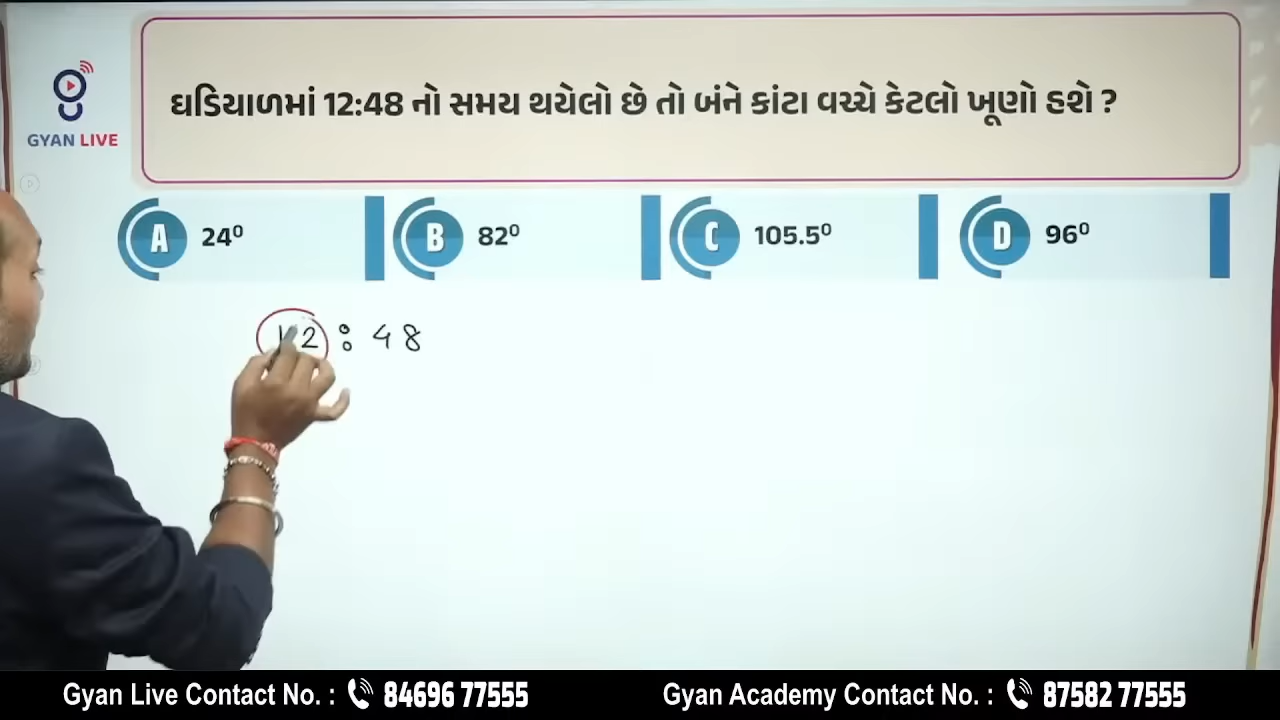 ઘડિયાળમાં 12:48 નો સમય થયેલો છે તો બંને કાંટા વચ્ચે કેટલો ખૂણો હશે ?
GYAN LIVE
A 24⁰ B 82⁰ C 105.5⁰ D 96⁰
12 : 48
Gyan Live Contact No. : 84696 77555 Gyan Academy Contact No. : 87582 77555